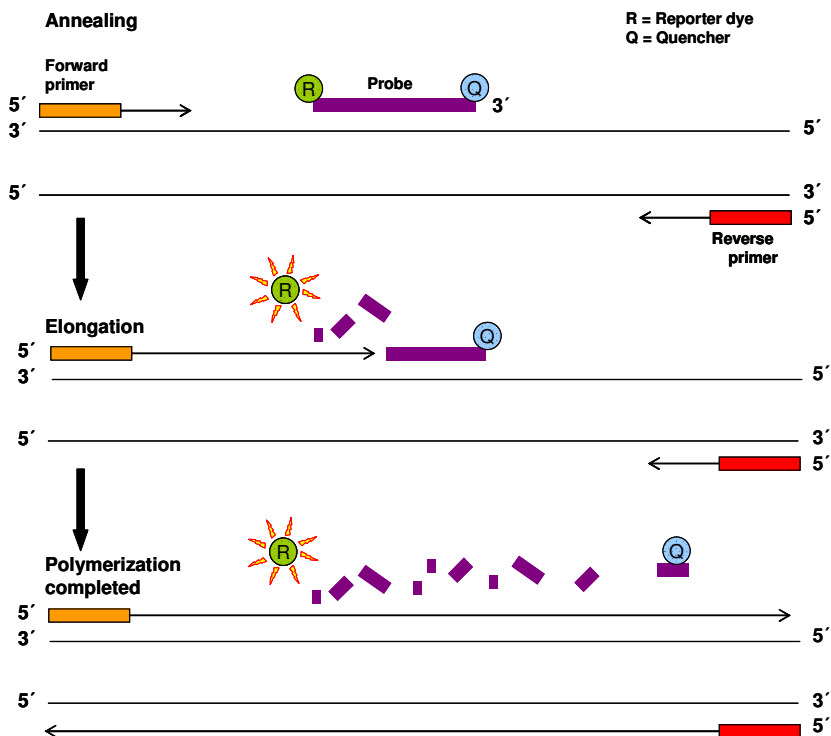 Annealing
R = Reporter dye
Q = Quencher
Forward
primer
R
Probe
Q
5´
3´
3´
5´
5´
3´
5´
Reverse
primer
R
Elongation
Q
5´
3´
5´
5´
3´
5´
R
Q
Polymerization
completed
5´
3´
5´
5´
3´
5´